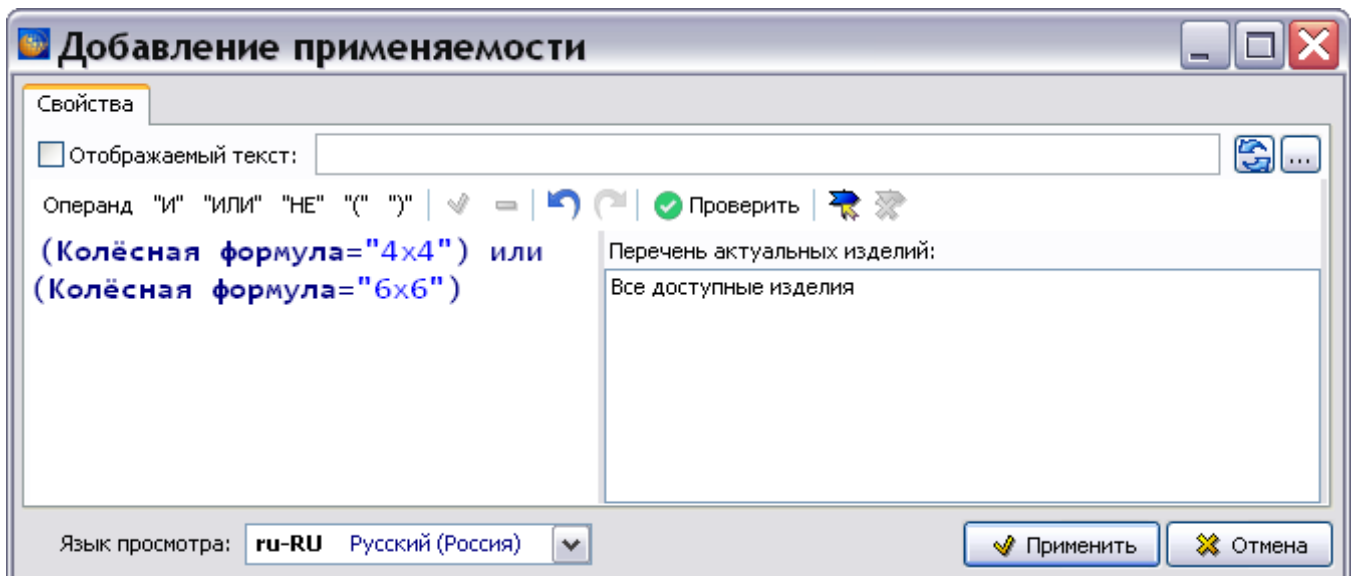 Добавление применяемости
Свойства
Отображаемый текст:
...
Операнд "И" "ИЛИ" "НЕ" "(" ")" Проверить
(Колёсная формула="4x4") или
(Колёсная формула="6x6")
Перечень актуальных изделий:
Все доступные изделия
Язык просмотра: ru-RU Русский (Россия)
Применить
Отмена